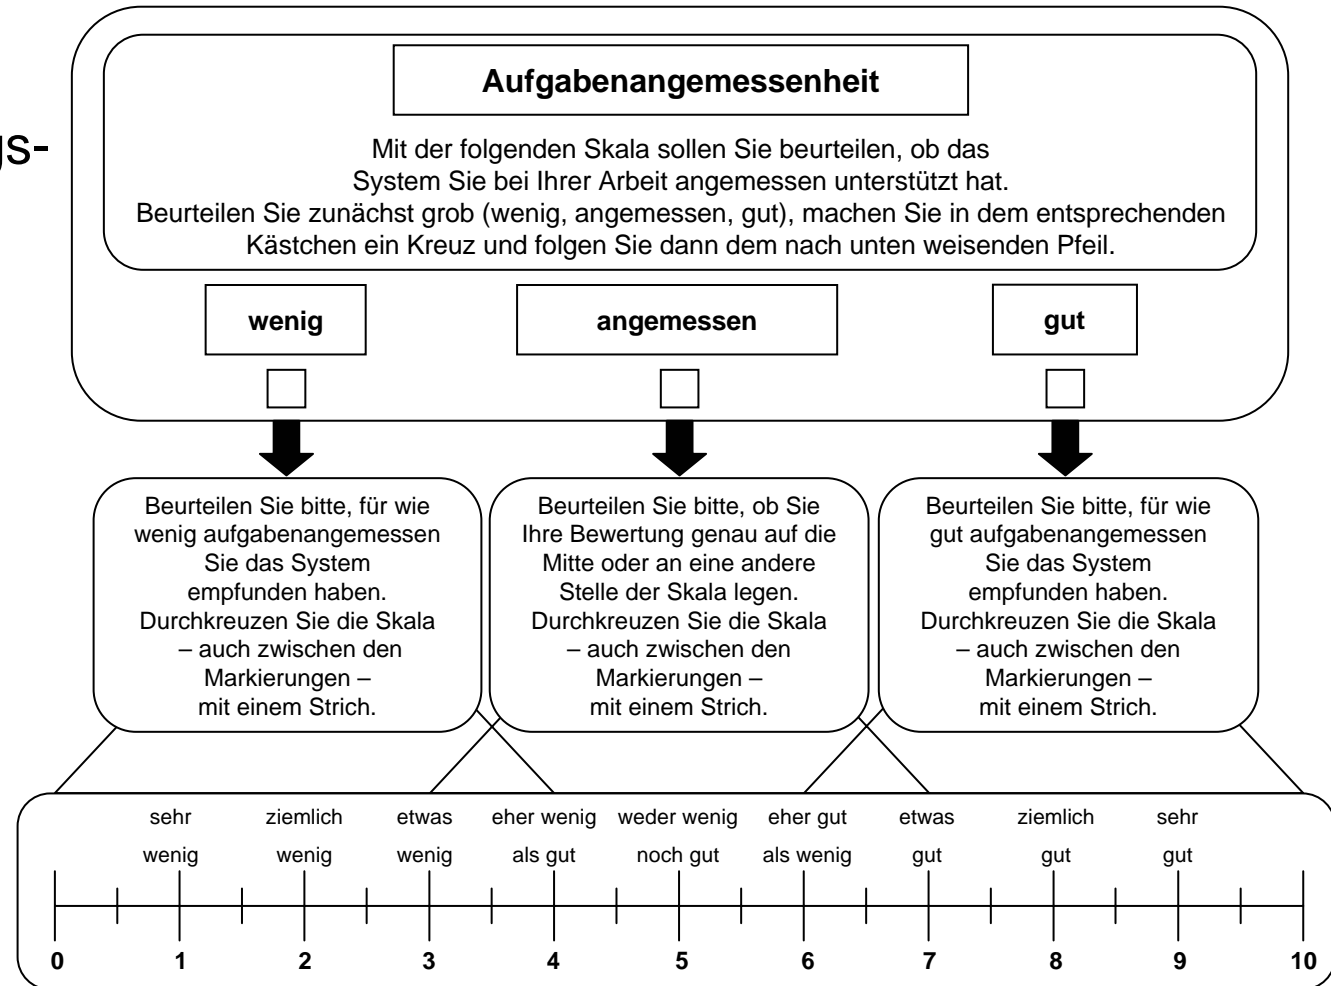 Aufgabenangemessenheit
gs-
Mit der folgenden Skala sollen Sie beurteilen, ob das
System Sie bei Ihrer Arbeit angemessen unterstützt hat.
Beurteilen Sie zunächst grob (wenig, angemessen, gut), machen Sie in dem entsprechenden
Kästchen ein Kreuz und folgen Sie dann dem nach unten weisenden Pfeil.
wenig
angemessen
gut
Beurteilen Sie bitte, für wie
wenig aufgabenangemessen
Sie das System
empfunden haben.
Durchkreuzen Sie die Skala
– auch zwischen den
Markierungen –
mit einem Strich.
Beurteilen Sie bitte, ob Sie
Ihre Bewertung genau auf die
Mitte oder an eine andere
Stelle der Skala legen.
Durchkreuzen Sie die Skala
– auch zwischen den
Markierungen –
mit einem Strich.
Beurteilen Sie bitte, für wie
gut aufgabenangemessen
Sie das System
empfunden haben.
Durchkreuzen Sie die Skala
– auch zwischen den
Markierungen –
mit einem Strich.
sehr ziemlich etwas eher wenig weder wenig eher gut etwas ziemlich sehr
wenig wenig wenig als gut noch gut als wenig gut gut gut
0 1 2 3 4 5 6 7 8 9 10